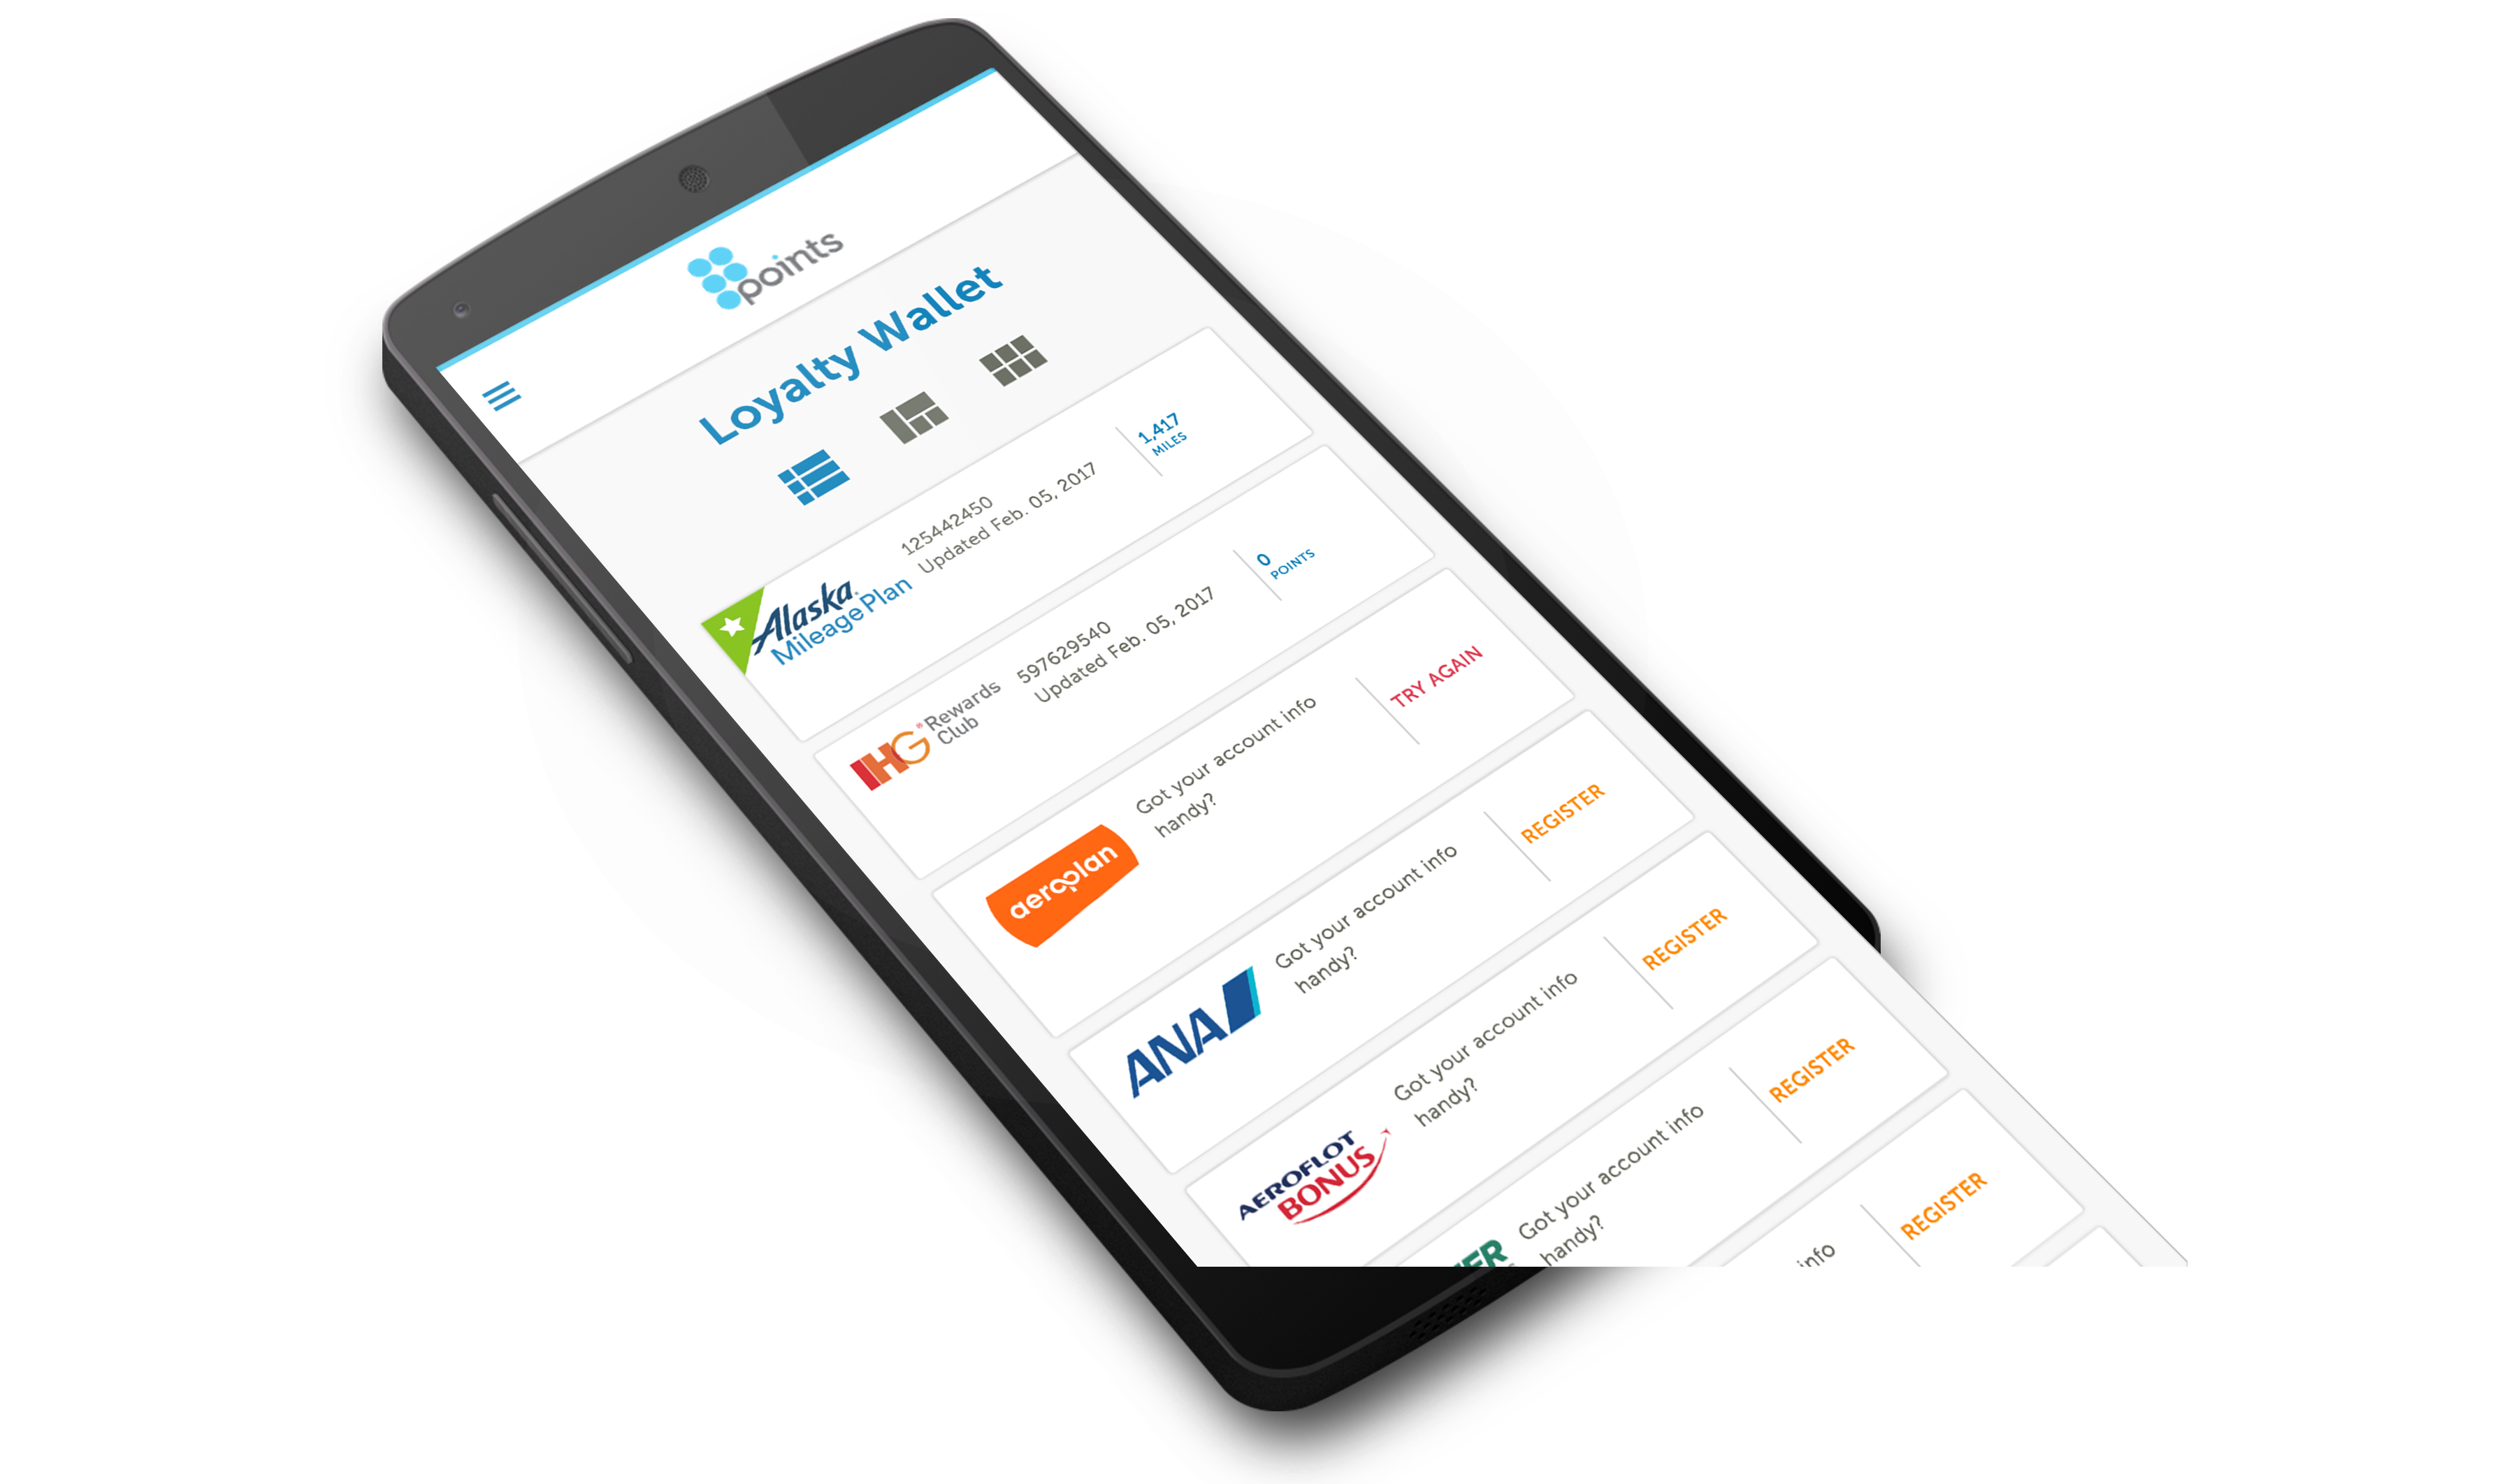 points
Loyalty Wallet
Alaska
Mileage Plan
125442450
Updated Feb. 05, 2017
1,417
MILES
IHG® Rewards
Club
597629540
Updated Feb. 05, 2017
0
POINTS
aeroplan
Got your account info
handy?
TRY AGAIN
ANA
Got your account info
handy?
REGISTER
AEROFLOT
BONUS
Got your account info
handy?
REGISTER
Got your account info
handy?
REGISTER
info
REGISTER